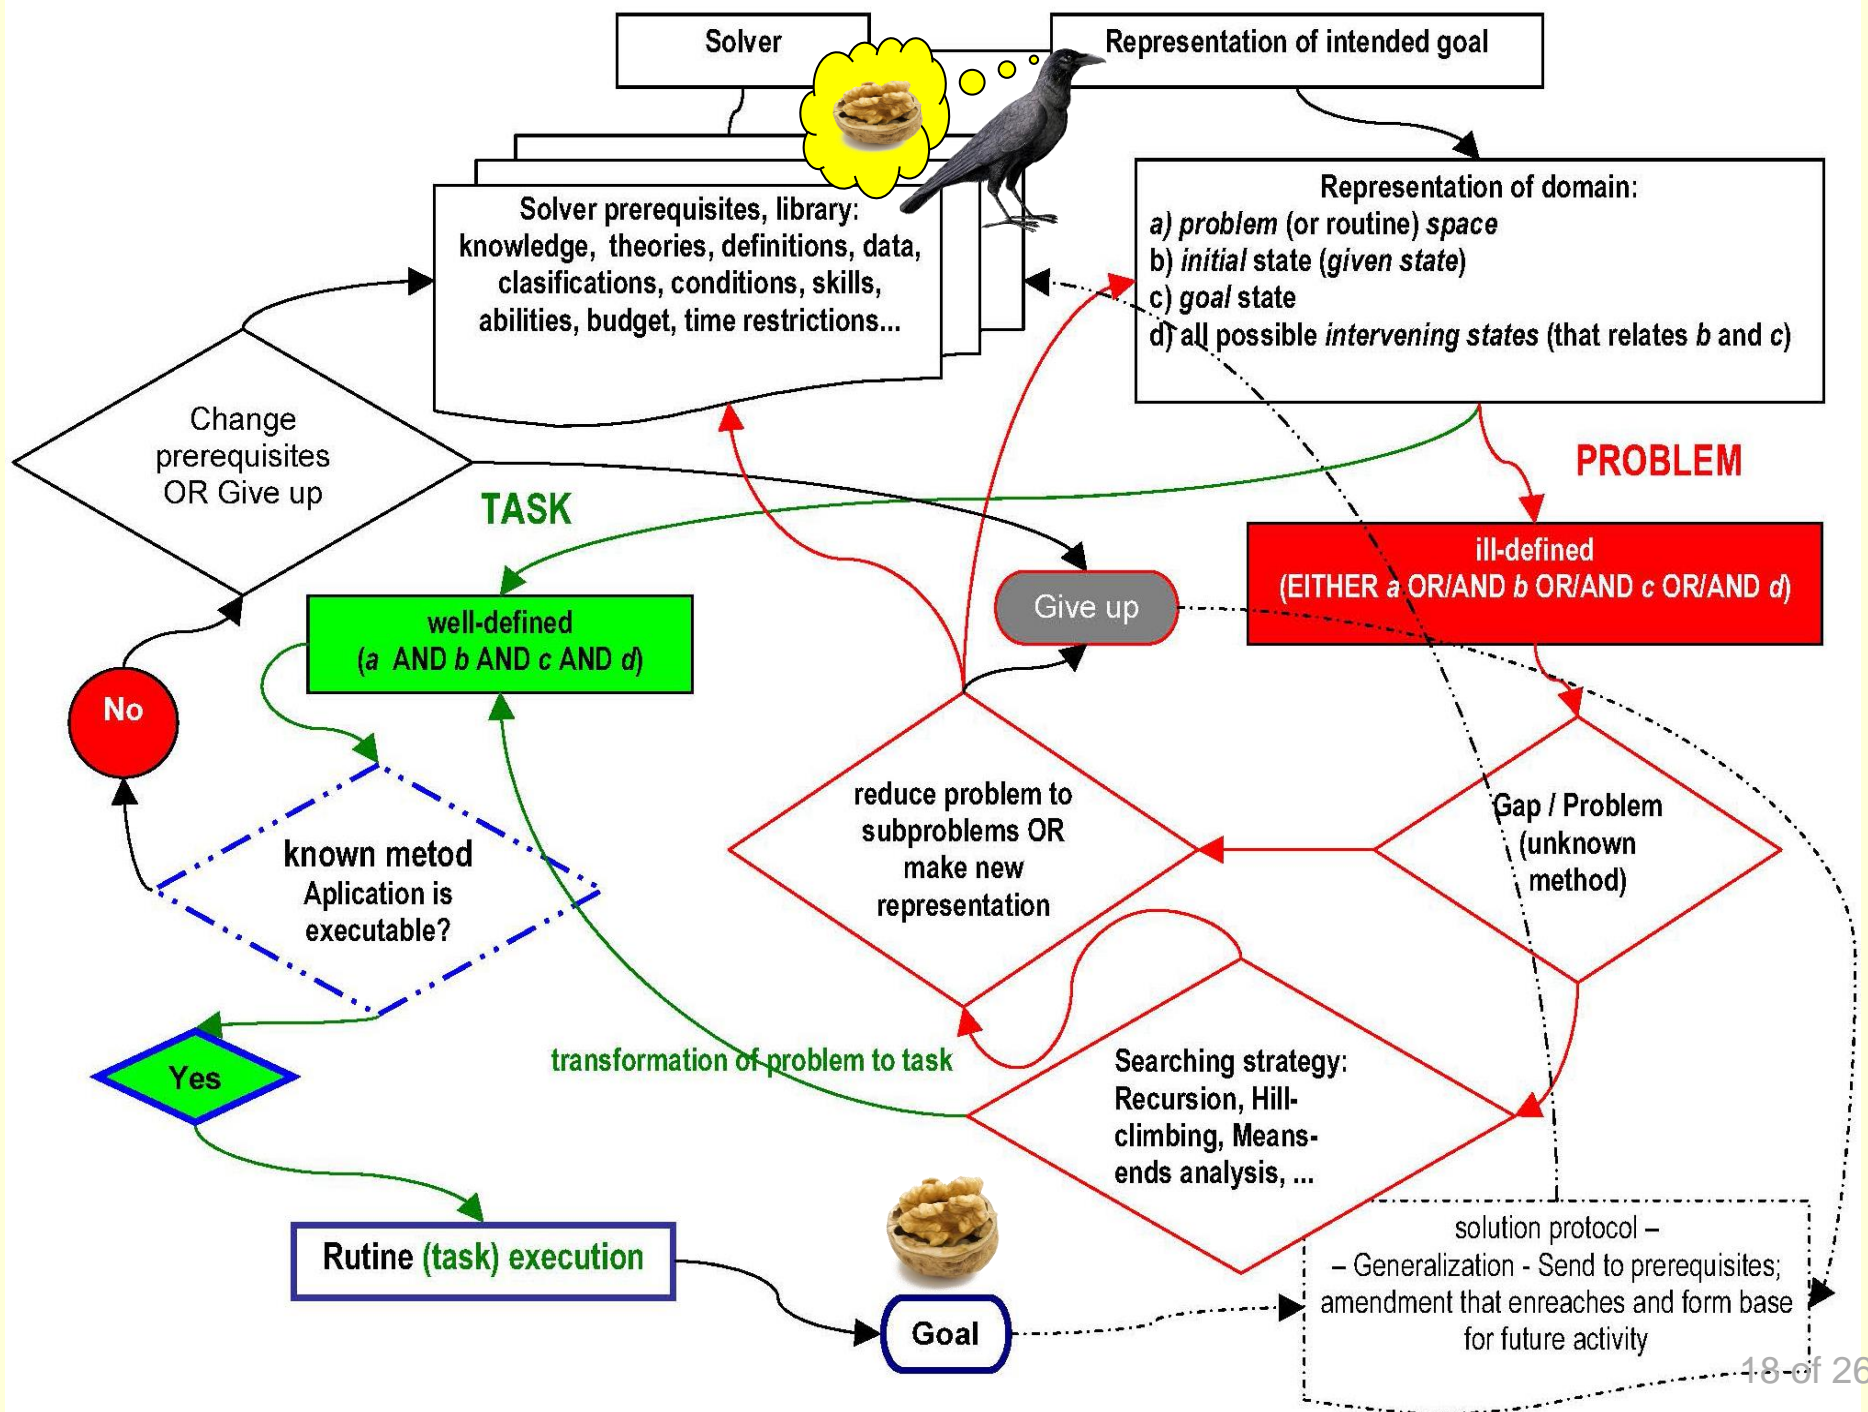 Solver
Representation of intended goal
Solver prerequisites, library:
knowledge, theories, definitions, data,
clasifications, conditions, skills,
abilities, budget, time restrictions...
Representation of domain:
a) problem (or routine) space
b) initial state (given state)
c) goal state
d) all possible intervening states (that relates b and c)
Change
prerequisites
OR Give up
TASK
PROBLEM
ill-defined
(EITHER a OR/AND b OR/AND c OR/AND d)
Give up
well-defined
(a AND b AND c AND d)
No
reduce problem to
subproblems OR
make new
representation
Gap / Problem
(unknown
method)
known metod
Aplication is
executable?
Yes
transformation of problem to task
Searching strategy:
Recursion, Hill-
climbing, Means-
ends analysis, ...
Rutine (task) execution
Goal
solution protocol –
– Generalization - Send to prerequisites;
amendment that enreaches and form base
for future activity
18 of 26